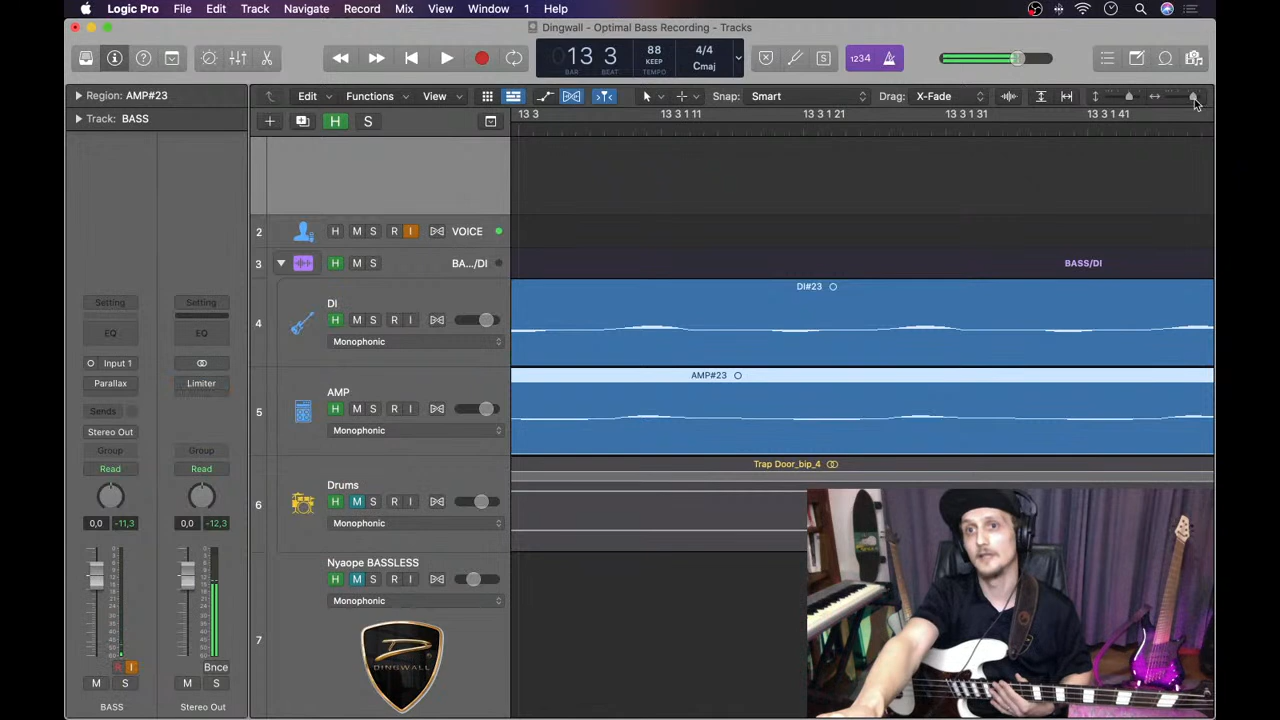 Logic Pro File Edit Track Navigate Record Mix View Window 1 Help
Dingwall - Optimal Bass Recording - Tracks
13 3
BAR BEAT
88
KEEP
TEMPO
4/4
Cmaj
1234
Region: AMP#23
Track: BASS
Edit Functions View
Snap: Smart
Drag: X-Fade
13 3 13 3 1 11 13 3 1 21 13 3 1 31 13 3 1 41
H S
2 H M S R I VOICE
3 H M S BA.../DI
BASS/DI
4 DI
H M S R I
Monophonic
DI#23
5 AMP
H M S R I
Monophonic
AMP#23
6 Drums
H M S R I
Monophonic
Trap Door_bip_4
7 Nyaope BASSLESS
H M S R I
Monophonic
DINGWALL
Setting Setting
EQ EQ
Input 1
Parallax Limiter
Sends
Stereo Out
Group Group
Read Read
0,0 -11,3 0,0 -12,3
R I Bnce
M S M S
BASS Stereo Out